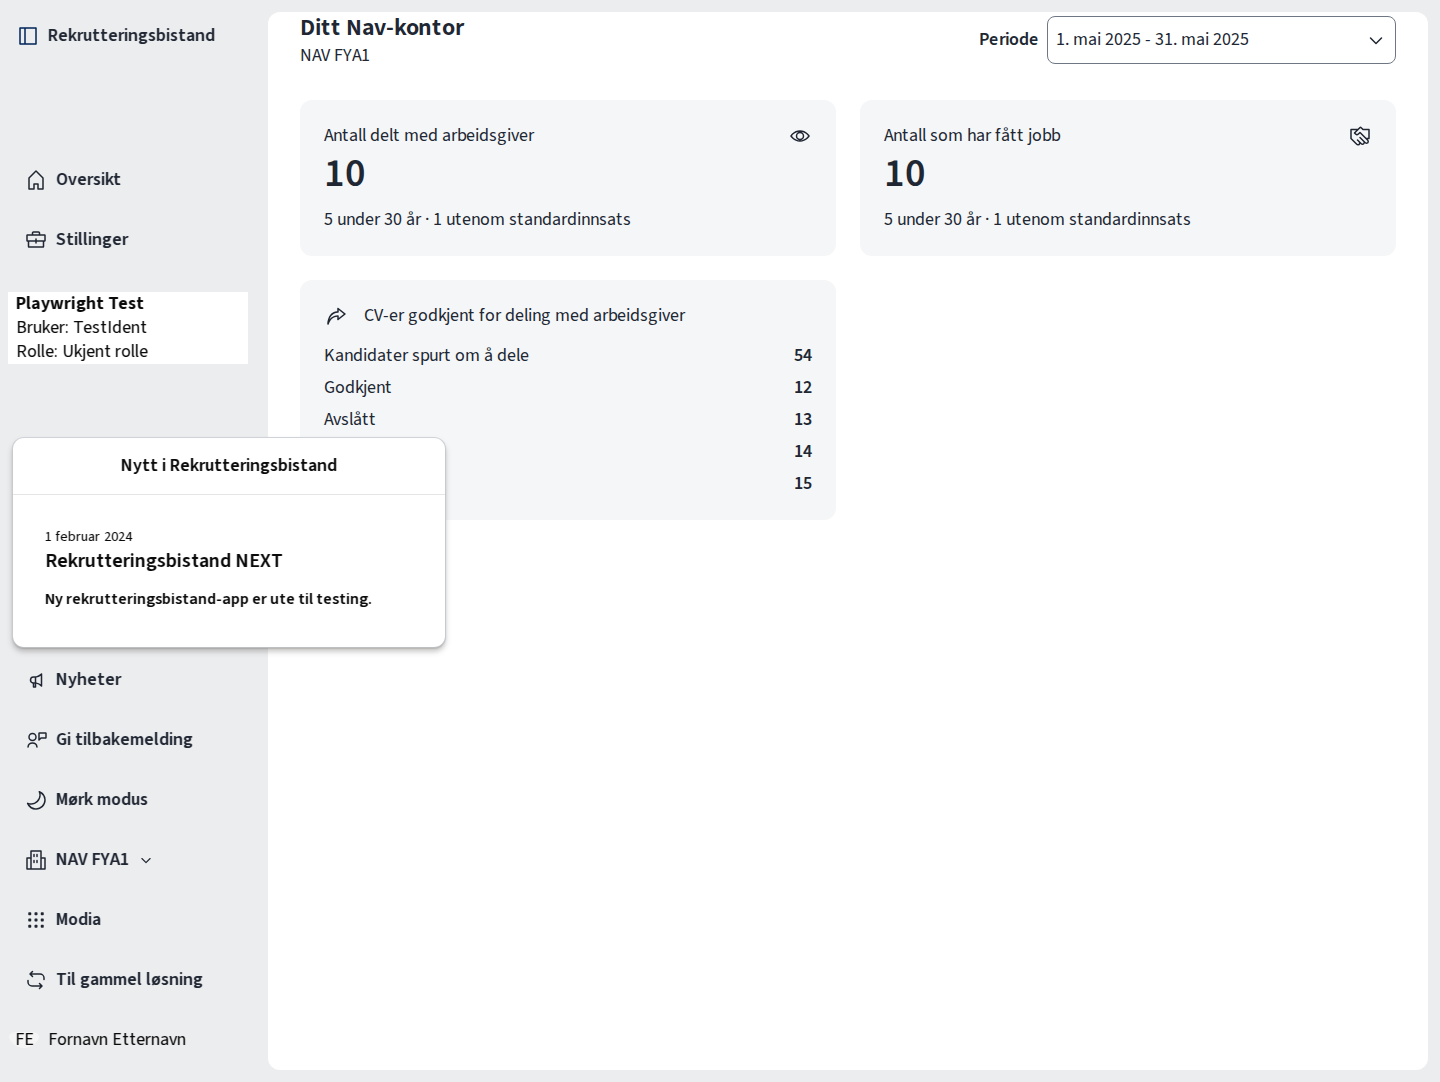 Rekrutteringsbistand
Oversikt
Stillinger
Playwright Test
Bruker: TestIdent
Rolle: Ukjent rolle
Nytt i Rekrutteringsbistand
1 februar 2024
Rekrutteringsbistand NEXT
Ny rekrutteringsbistand-app er ute til testing.
Nyheter
Gi tilbakemelding
Mørk modus
NAV FYA1
Modia
Til gammel løsning
FE Fornavn Etternavn
Ditt Nav-kontor
NAV FYA1
Periode 1. mai 2025 - 31. mai 2025
Antall delt med arbeidsgiver
10
5 under 30 år · 1 utenom standardinnsats
Antall som har fått jobb
10
5 under 30 år · 1 utenom standardinnsats
CV-er godkjent for deling med arbeidsgiver
Kandidater spurt om å dele 54
Godkjent 12
Avslått 13
14
15